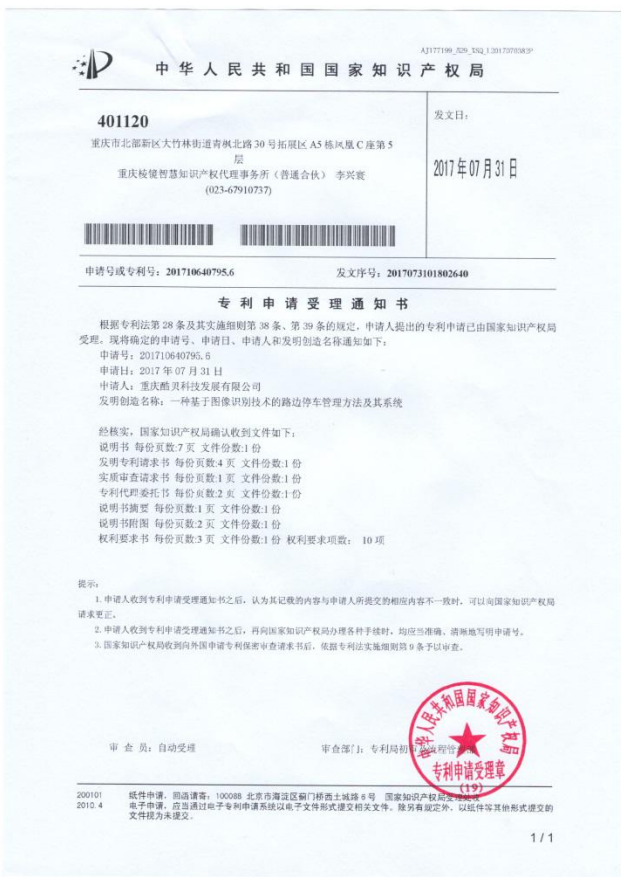 中华人民共和国国家知识产权局
401120
重庆市北部新区大竹林街道青枫北路 30 号拓展区 A5 栋凤凰 C 座第 5
层
重庆棱镜智慧知识产权代理事务所（普通合伙） 李兴寰
(023-67910737)
发文日：
2017年07月31日
申请号或专利号：201710640795.6
发文序号：2017073101802640
专 利 申 请 受 理 通 知 书
根据专利法第 28 条及其实施细则第 38 条、第 39 条的规定，申请人提出的专利申请已由国家知识产权局
受理。现将确定的申请号、申请日、申请人和发明创造名称通知如下：
申请号：201710640795.6
申请日：2017 年 07 月 31 日
申请人：重庆酷贝科技发展有限公司
发明创造名称：一种基于图像识别技术的路边停车管理方法及其系统
经核实，国家知识产权局确认收到文件如下：
说明书 每份页数:7 页 文件份数:1 份
发明专利请求书 每份页数:4 页 文件份数:1 份
实质审查请求书 每份页数:1 页 文件份数:1 份
专利代理委托书 每份页数:2 页 文件份数:1 份
说明书摘要 每份页数:1 页 文件份数:1 份
说明书附图 每份页数:2 页 文件份数:1 份
权利要求书 每份页数:3 页 文件份数:1 份 权利要求项数： 10 项
提示：
1.申请人收到专利申请受理通知书之后，认为其记载的内容与申请人所提交的相应内容不一致时，可以向国家知识产权局
请求更正。
2.申请人收到专利申请受理通知书之后，再向国家知识产权局办理各种手续时，均应当准确、清晰地写明申请号。
3.国家知识产权局收到向外国申请专利保密审查请求书后，依据专利法实施细则第 9 条予以审查。
审 查 员：自动受理
审查部门：专利局初审及流程管理部
中华人民共和国国家知识产权局
专利申请受理章
(19)
200101
2010.4
纸件申请，回函请寄：100088 北京市海淀区蓟门桥西土城路 6 号 国家知识产权局受理处收
电子申请，应当通过电子专利申请系统以电子文件形式提交相关文件。除另有规定外，以纸件等其他形式提交的
文件视为未提交。
1 / 1